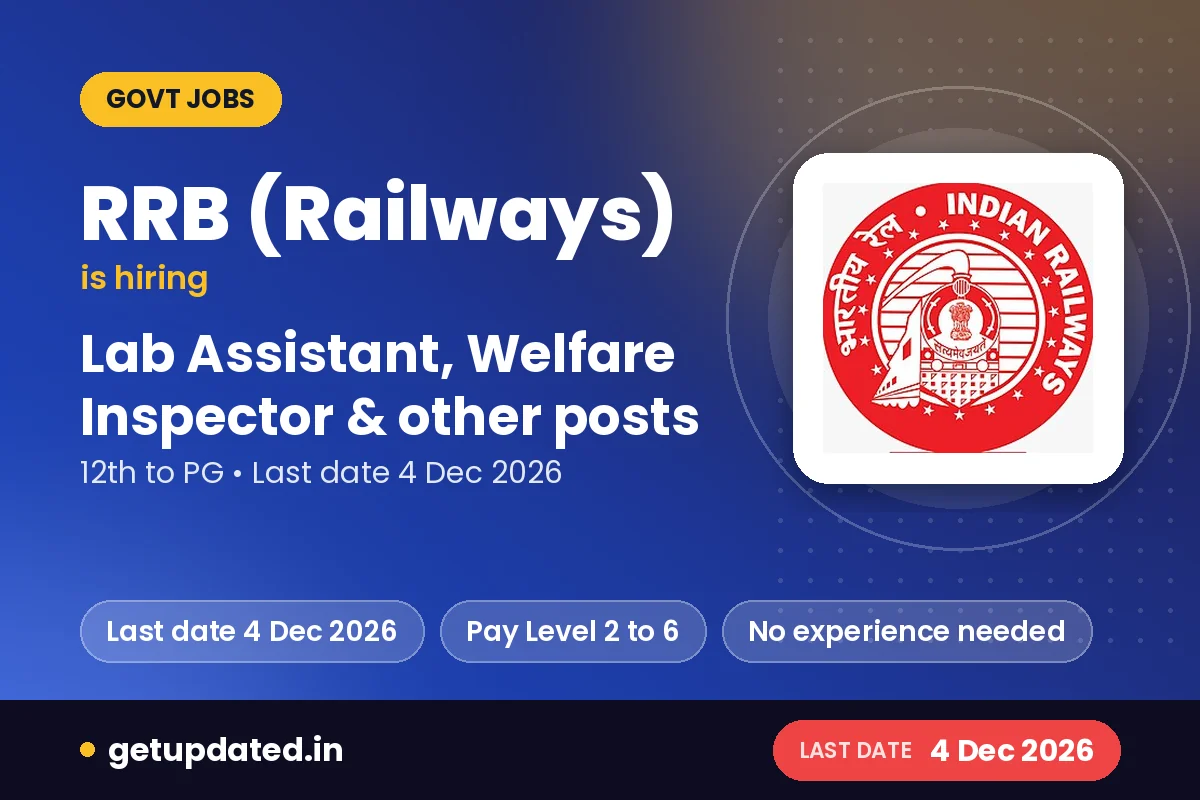 GOVT JOBS
RRB (Railways)
is hiring
Lab Assistant, Welfare
Inspector & other posts
12th to PG • Last date 4 Dec 2026
भारतीय रेल • INDIAN RAILWAYS
सत्यमेव जयते
Last date 4 Dec 2026
Pay Level 2 to 6
No experience needed
getupdated.in
LAST DATE 4 Dec 2026